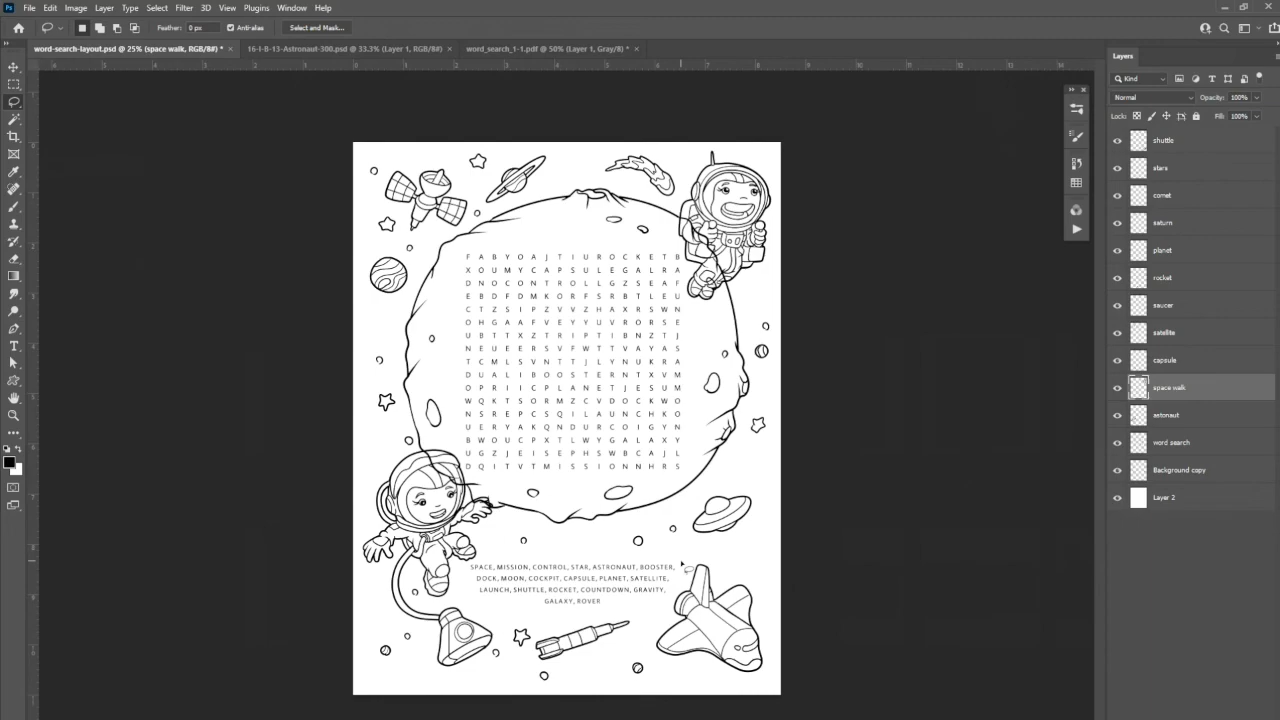 Ps File Edit Image Layer Type Select Filter 3D View Plugins Window Help
Feather: 0 px Anti-alias Select and Mask...
word-search-layout.psd @ 25% (space walk, RGB/8#) * × 16-I-B-13-Astronaut-300.psd @ 33.3% (Layer 1, RGB/8#) × word_search_1-1.pdf @ 50% (Layer 1, Gray/8) * ×
Layers
Kind
Normal Opacity: 100%
Lock: Fill: 100%
shuttle
stars
comet
saturn
planet
rocket
saucer
satellite
capsule
space walk
astonaut
word search
Background copy
Layer 2
F A B Y O A J T I U R O C K E T B
X O U M Y C A P S U L E G A L R A
D N O C O N T R O L L G Z S E A F
E B D F D M K O R F S R B T L E U
C T Z S I P Z V V Z H A X R S W N
O H G A A F V E Y Y U V R O R S E
U B T T X Z T R I P T I B N Z T J
N E U E E R S V F W T T V A Y A S
T C M L S V N T T J L Y N U K R A
D U A L I B O O S T E R N T X V M
O P R I I C P L A N E T J E S U M
W Q K T S O R M Z C V D O C K W O
N S R E P C S Q I L A U N C H K O
U E R Y A K Q N D U R C O I G Y N
B W O U C P X T L W Y G A L A X Y
U G Z J E I S E P H S W B C A J L
D Q I T V T M I S S I O N N H R S
SPACE, MISSION, CONTROL, STAR, ASTRONAUT, BOOSTER,
DOCK, MOON, COCKPIT, CAPSULE, PLANET, SATELLITE,
LAUNCH, SHUTTLE, ROCKET, COUNTDOWN, GRAVITY,
GALAXY, ROVER